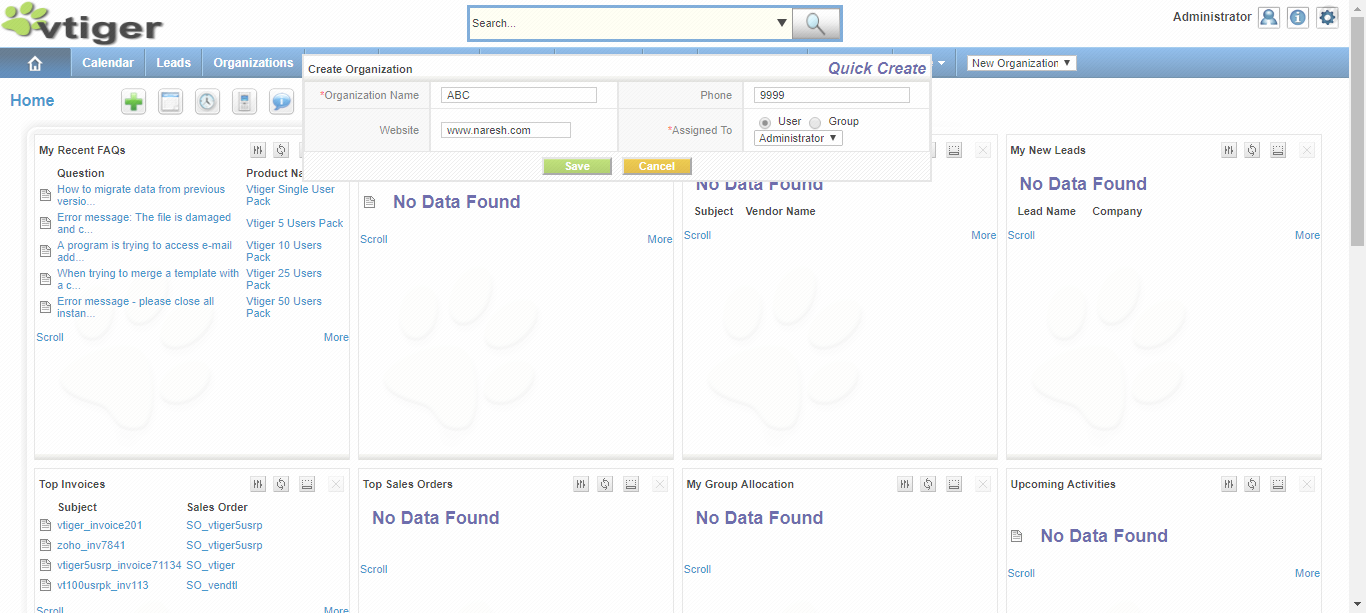 vtiger
Search...
Administrator
Calendar
Leads
Organizations
New Organization
Home
Create Organization
Quick Create
*Organization Name
ABC
Phone
9999
Website
www.naresh.com
*Assigned To
User
Group
Administrator
Save
Cancel
My Recent FAQs
Question
Product Na
How to migrate data from previous
versio...
Vtiger Single User
Pack
Error message: The file is damaged
and c...
Vtiger 5 Users Pack
A program is trying to access e-mail
add...
Vtiger 10 Users
Pack
When trying to merge a template with
a c...
Vtiger 25 Users
Pack
Error message - please close all
instan...
Vtiger 50 Users
Pack
Scroll
More
No Data Found
Scroll
More
No Data Found
Subject
Vendor Name
Scroll
More
My New Leads
No Data Found
Lead Name
Company
Scroll
More
Top Invoices
Subject
Sales Order
vtiger_invoice201
SO_vtiger5usrp
zoho_inv7841
SO_vtiger5usrp
vtiger5usrp_invoice71134
SO_vtiger
vt100usrpk_inv113
SO_vendtl
Scroll
More
Top Sales Orders
No Data Found
Scroll
My Group Allocation
No Data Found
Scroll
Upcoming Activities
No Data Found
Scroll
More